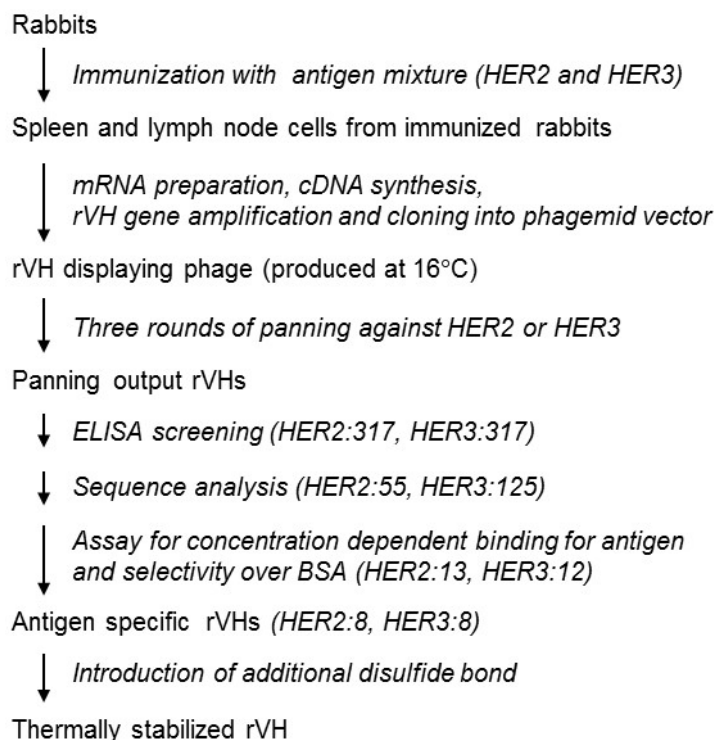 Rabbits
Immunization with antigen mixture (HER2 and HER3)
Spleen and lymph node cells from immunized rabbits
mRNA preparation, cDNA synthesis,
rVH gene amplification and cloning into phagemid vector
rVH displaying phage (produced at 16°C)
Three rounds of panning against HER2 or HER3
Panning output rVHs
ELISA screening (HER2:317, HER3:317)
Sequence analysis (HER2:55, HER3:125)
Assay for concentration dependent binding for antigen
and selectivity over BSA (HER2:13, HER3:12)
Antigen specific rVHs (HER2:8, HER3:8)
Introduction of additional disulfide bond
Thermally stabilized rVH